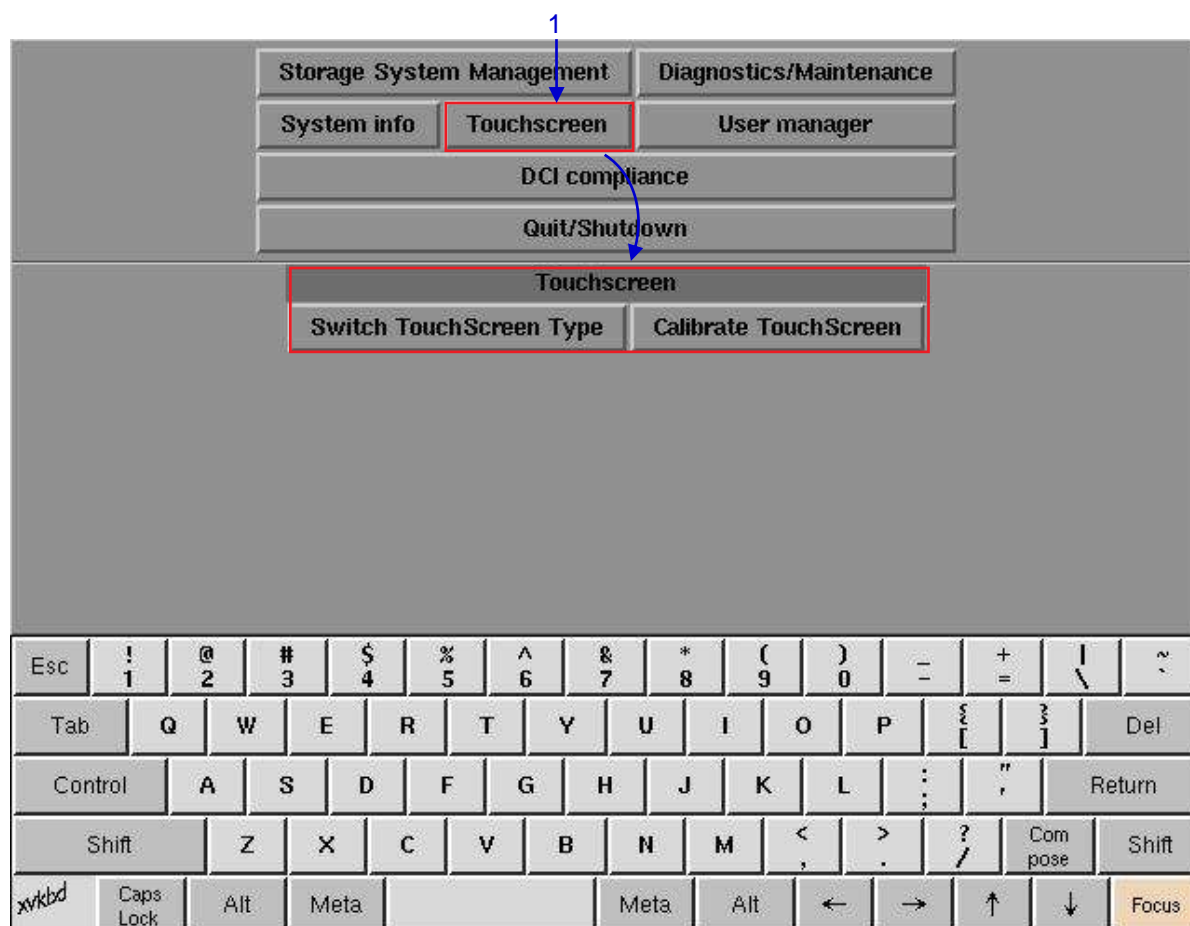 1
Storage System Management Diagnostics/Maintenance
System info Touchscreen User manager
DCI compliance
Quit/Shutdown
Touchscreen
Switch TouchScreen Type Calibrate TouchScreen
Esc ! 1 @ 2 # 3 $ 4 % 5 ^ 6 & 7 * 8 ( 9 ) 0 _ - + = | \ ~ `
Tab Q W E R T Y U I O P { [ } ] Del
Control A S D F G H J K L : ; " ' Return
Shift Z X C V B N M < , > . ? / Com pose Shift
xvkbd Caps Lock Alt Meta Meta Alt ← → ↑ ↓ Focus